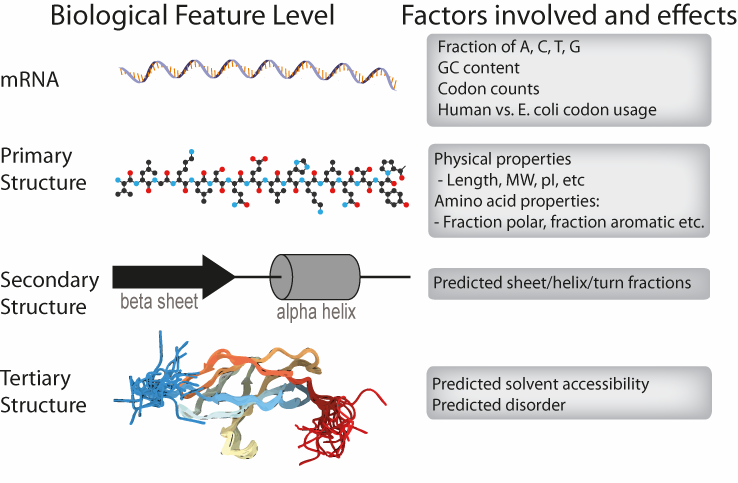 Biological Feature Level
Factors involved and effects
mRNA
Fraction of A, C, T, G
GC content
Codon counts
Human vs. E. coli codon usage
Primary
Structure
Physical properties
- Length, MW, pI, etc
Amino acid properties:
- Fraction polar, fraction aromatic etc.
Secondary
Structure
beta sheet
alpha helix
Predicted sheet/helix/turn fractions
Tertiary
Structure
Predicted solvent accessibility
Predicted disorder